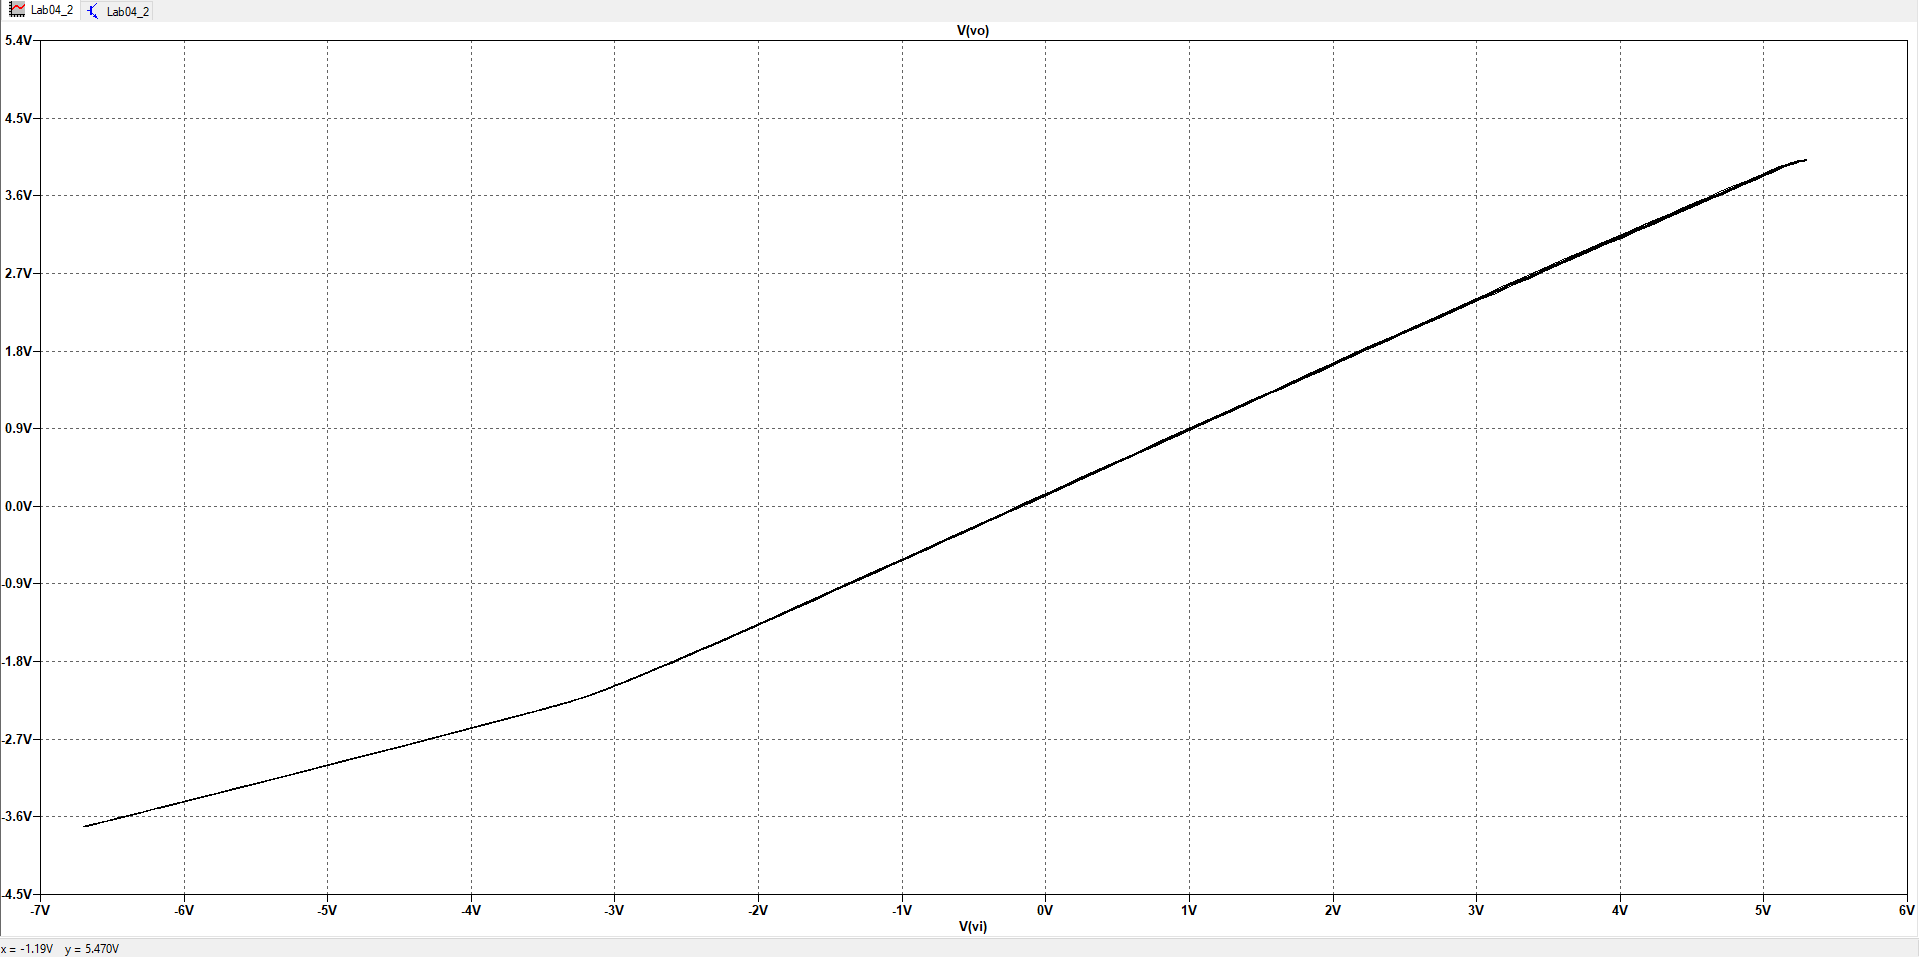 Lab04_2 Lab04_2
V(vo)
5.4V
4.5V
3.6V
2.7V
1.8V
0.9V
0.0V
-0.9V
-1.8V
-2.7V
-3.6V
-4.5V
-7V -6V -5V -4V -3V -2V -1V 0V 1V 2V 3V 4V 5V 6V
V(vi)
x = -1.19V y = 5.470V